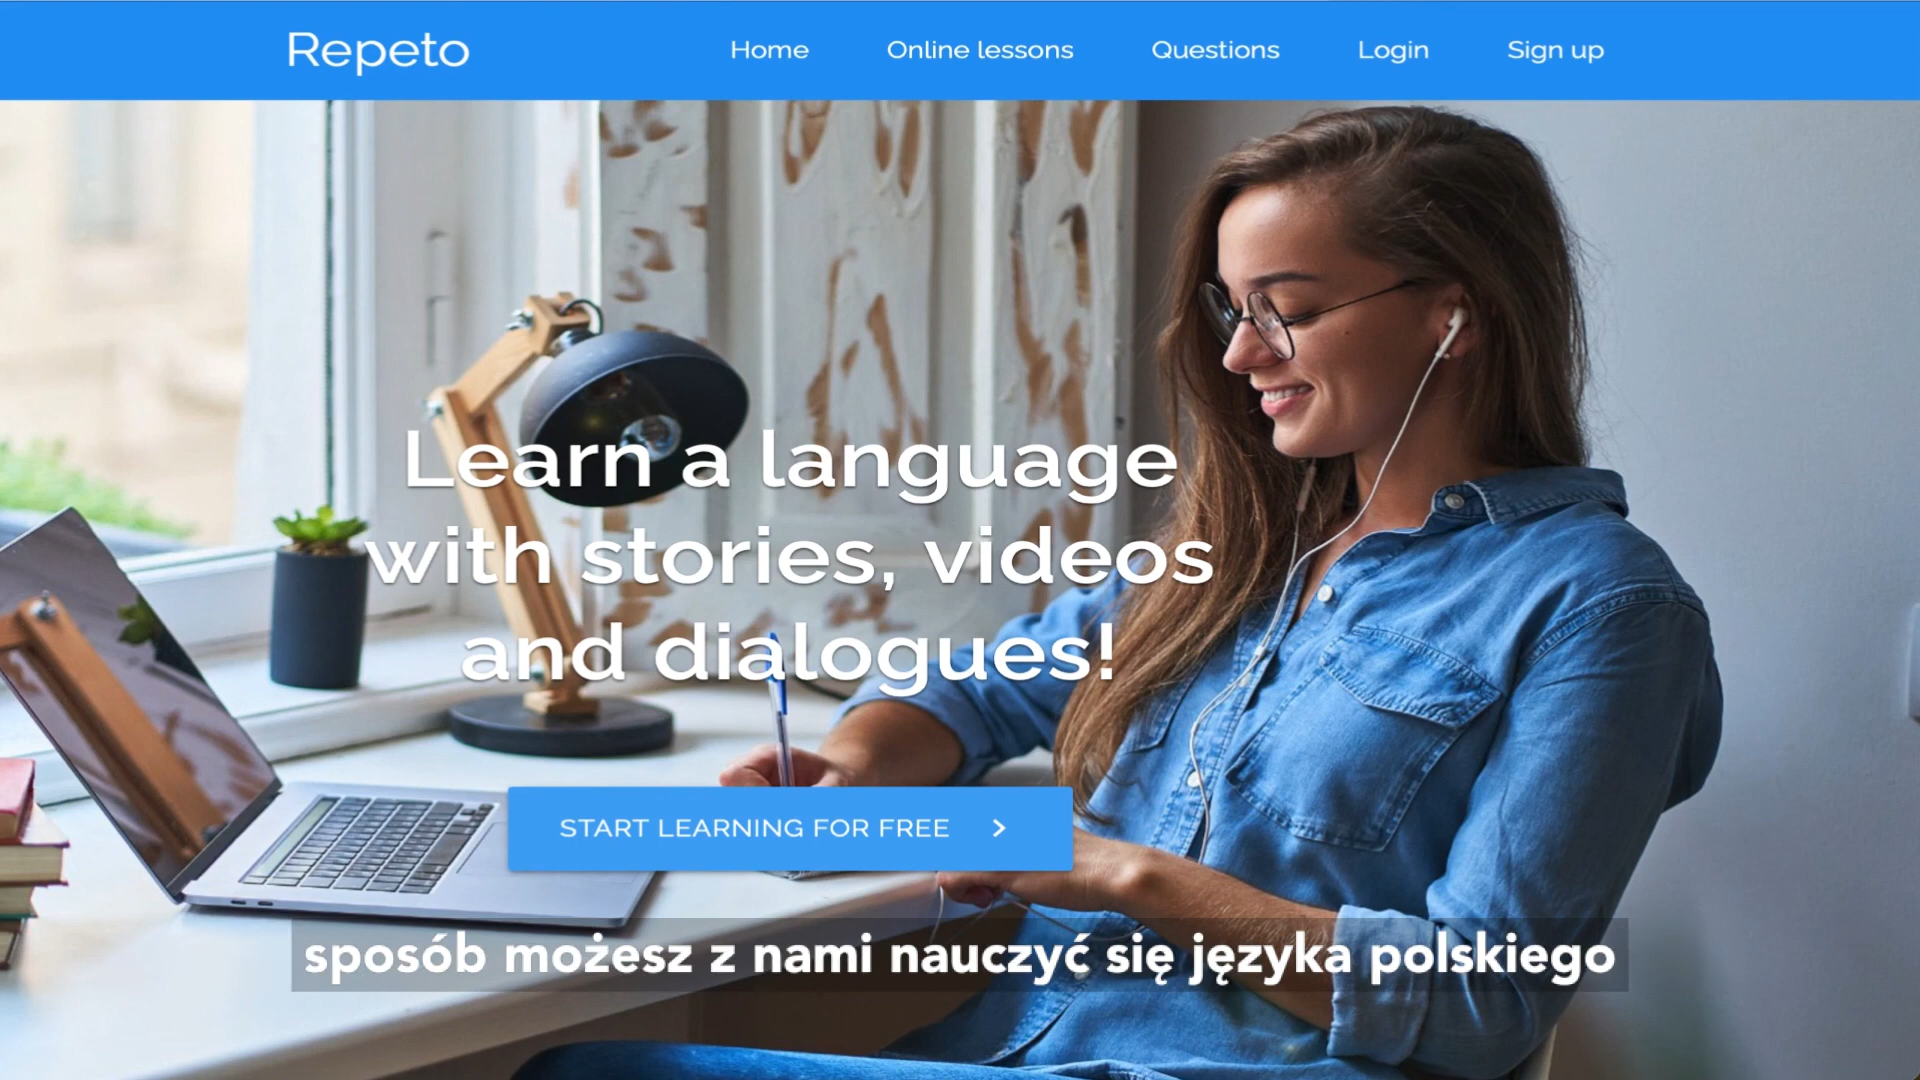 Repeto
Home
Online lessons
Questions
Login
Sign up
Learn a language
with stories, videos
and dialogues!
START LEARNING FOR FREE
sposób możesz z nami nauczyć się języka polskiego